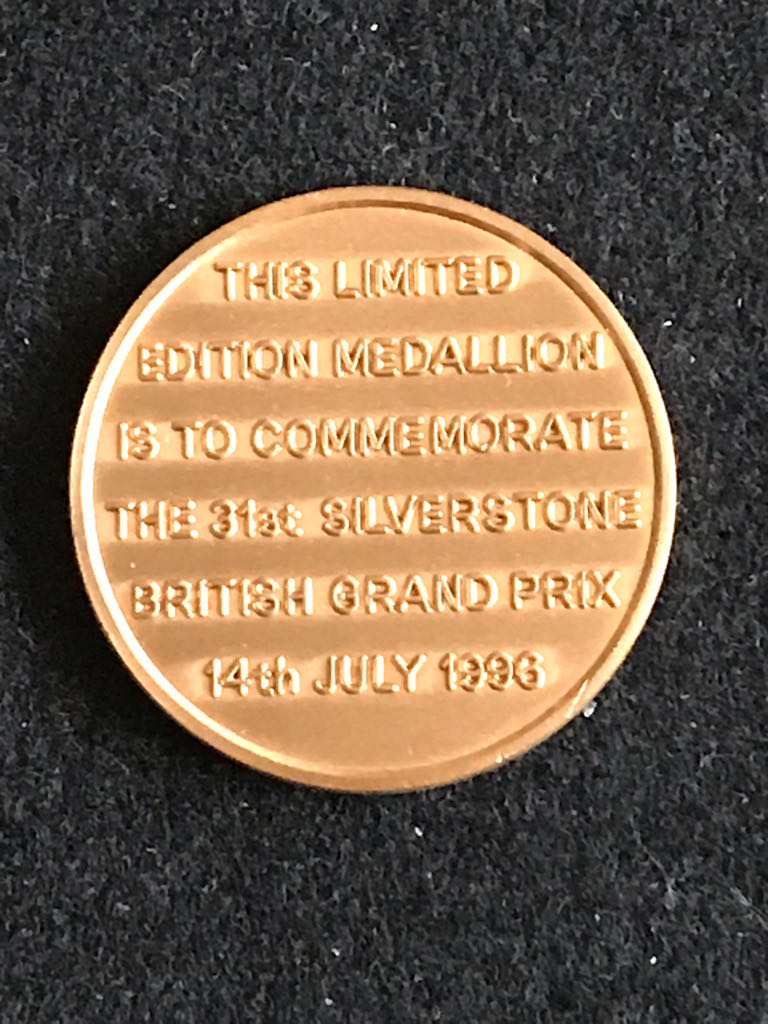 THIS LIMITED
EDITION MEDALLION
IS TO COMMEMORATE
THE 31st SILVERSTONE
BRITISH GRAND PRIX
14th JULY 1996